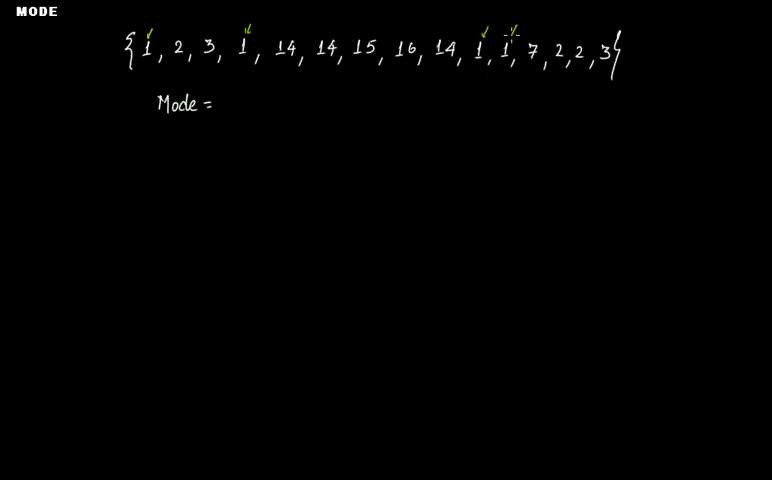 MODE
{1, 2, 3, 1, 14, 14, 15, 16, 14, 1, 1, 7, 2, 2, 3}
Mode =